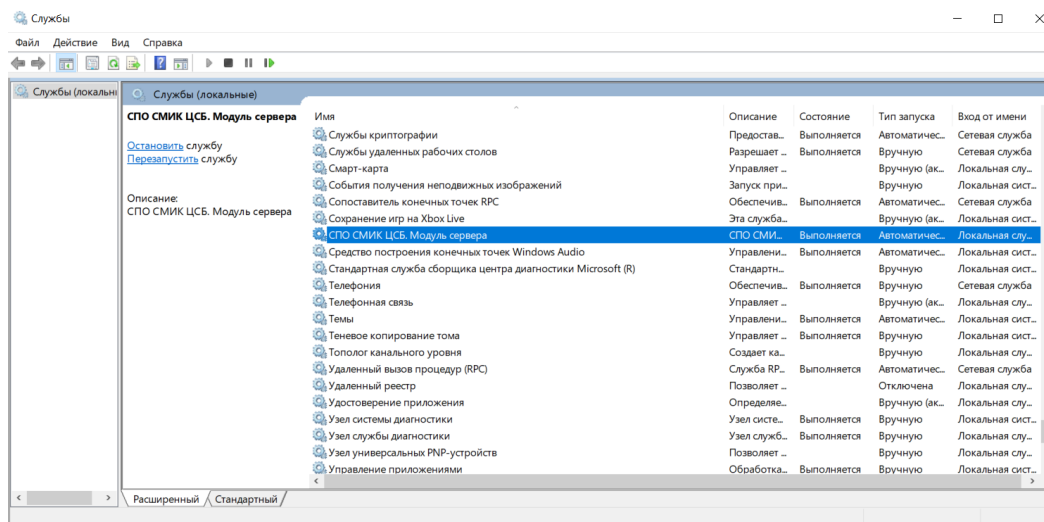 Службы
Файл Действие Вид Справка
Службы (локальн
Службы (локальные)
СПО СМИК ЦСБ. Модуль сервера
Остановить службу
Перезапустить службу
Описание:
СПО СМИК ЦСБ. Модуль сервера
Имя Описание Состояние Тип запуска Вход от имени
Службы криптографии Предостав... Выполняется Автоматичес... Сетевая служба
Службы удаленных рабочих столов Разрешает ... Выполняется Вручную Сетевая служба
Смарт-карта Управляет ... Вручную (ак... Локальная слу...
События получения неподвижных изображений Запуск при... Вручную Локальная сист...
Сопоставитель конечных точек RPC Обеспечив... Выполняется Автоматичес... Сетевая служба
Сохранение игр на Xbox Live Эта служба... Вручную (ак... Локальная сист...
СПО СМИК ЦСБ. Модуль сервера СПО СМИ... Выполняется Автоматичес... Локальная слу...
Средство построения конечных точек Windows Audio Управлени... Выполняется Автоматичес... Локальная сист...
Стандартная служба сборщика центра диагностики Microsoft (R) Стандартн... Вручную Локальная сист...
Телефония Обеспечив... Выполняется Вручную Сетевая служба
Телефонная связь Управляет ... Вручную (ак... Локальная слу...
Темы Управлени... Выполняется Автоматичес... Локальная сист...
Теневое копирование тома Управляет ... Выполняется Вручную Локальная сист...
Тополог канального уровня Создает ка... Вручную Локальная слу...
Удаленный вызов процедур (RPC) Служба RP... Выполняется Автоматичес... Сетевая служба
Удаленный реестр Позволяет ... Отключена Локальная слу...
Удостоверение приложения Определяе... Вручную (ак... Локальная слу...
Узел системы диагностики Узел систе... Выполняется Вручную Локальная сист...
Узел службы диагностики Узел служб... Выполняется Вручную Локальная слу...
Узел универсальных PNP-устройств Позволяет ... Вручную Локальная слу...
Управление приложениями Обработка... Выполняется Вручную Локальная сист...
Расширенный Стандартный